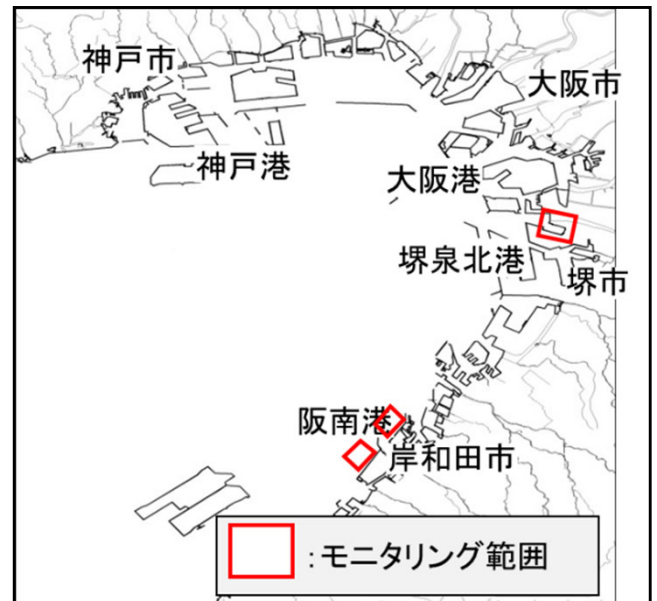 神戸市
大阪市
神戸港
大阪港
堺泉北港
堺市
阪南港
岸和田市
:モニタリング範囲